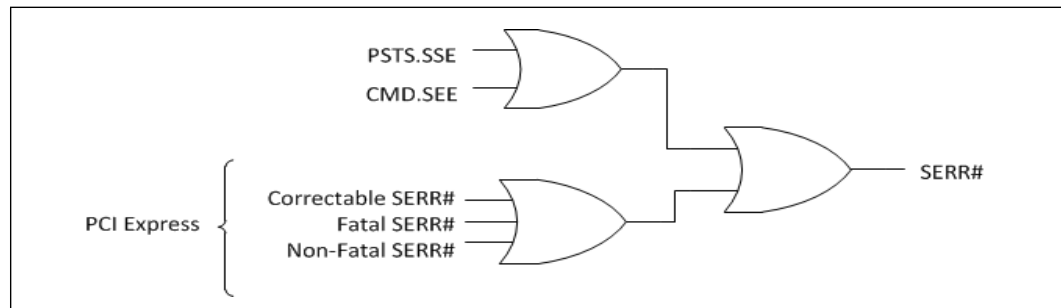 PSTS.SSE
CMD.SEE
SERR#
PCI Express
Correctable SERR#
Fatal SERR#
Non-Fatal SERR#